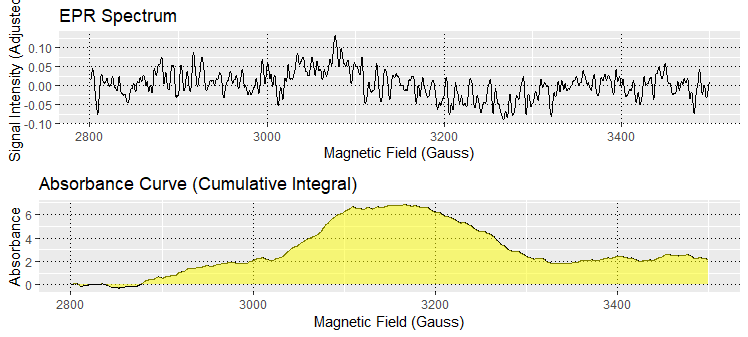 EPR Spectrum
Signal Intensity (Adjusted
0.10
0.05
0.00
-0.05
-0.10
2800 3000 3200 3400
Magnetic Field (Gauss)
Absorbance Curve (Cumulative Integral)
Absorbance
6
4
2
0
2800 3000 3200 3400
Magnetic Field (Gauss)